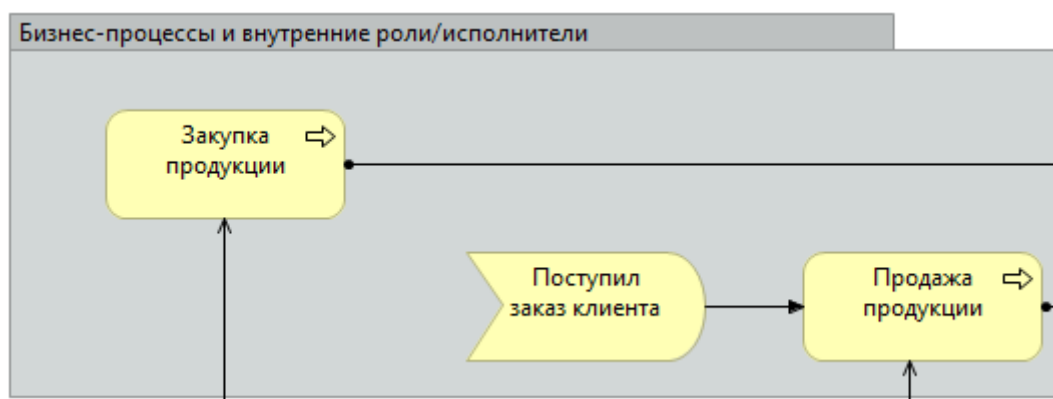 Бизнес-процессы и внутренние роли/исполнители
Закупка
продукции
Поступил
заказ клиента
Продажа
продукции